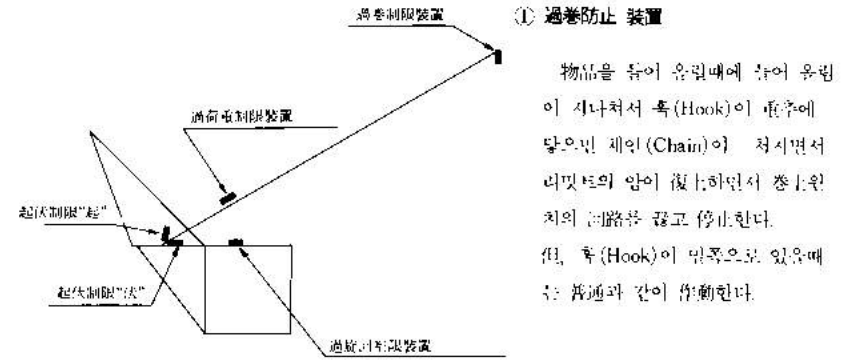 過卷制限裝置
過荷重制限裝置
起伏制限"起"
起伏制限"伏"
過旋回制限裝置
① 過卷防止 裝置
物品을 들어 올릴때에 들어 올림
이 지나쳐서 훅(Hook)이 重추에
닿으면 체인(Chain)이 처지면서
리밋트의 암이 復上하면서 卷上원
치의 回路를 끊고 停止한다.
但, 훅(Hook)이 밑쪽으로 있을때
는 普通과 같이 作動한다.